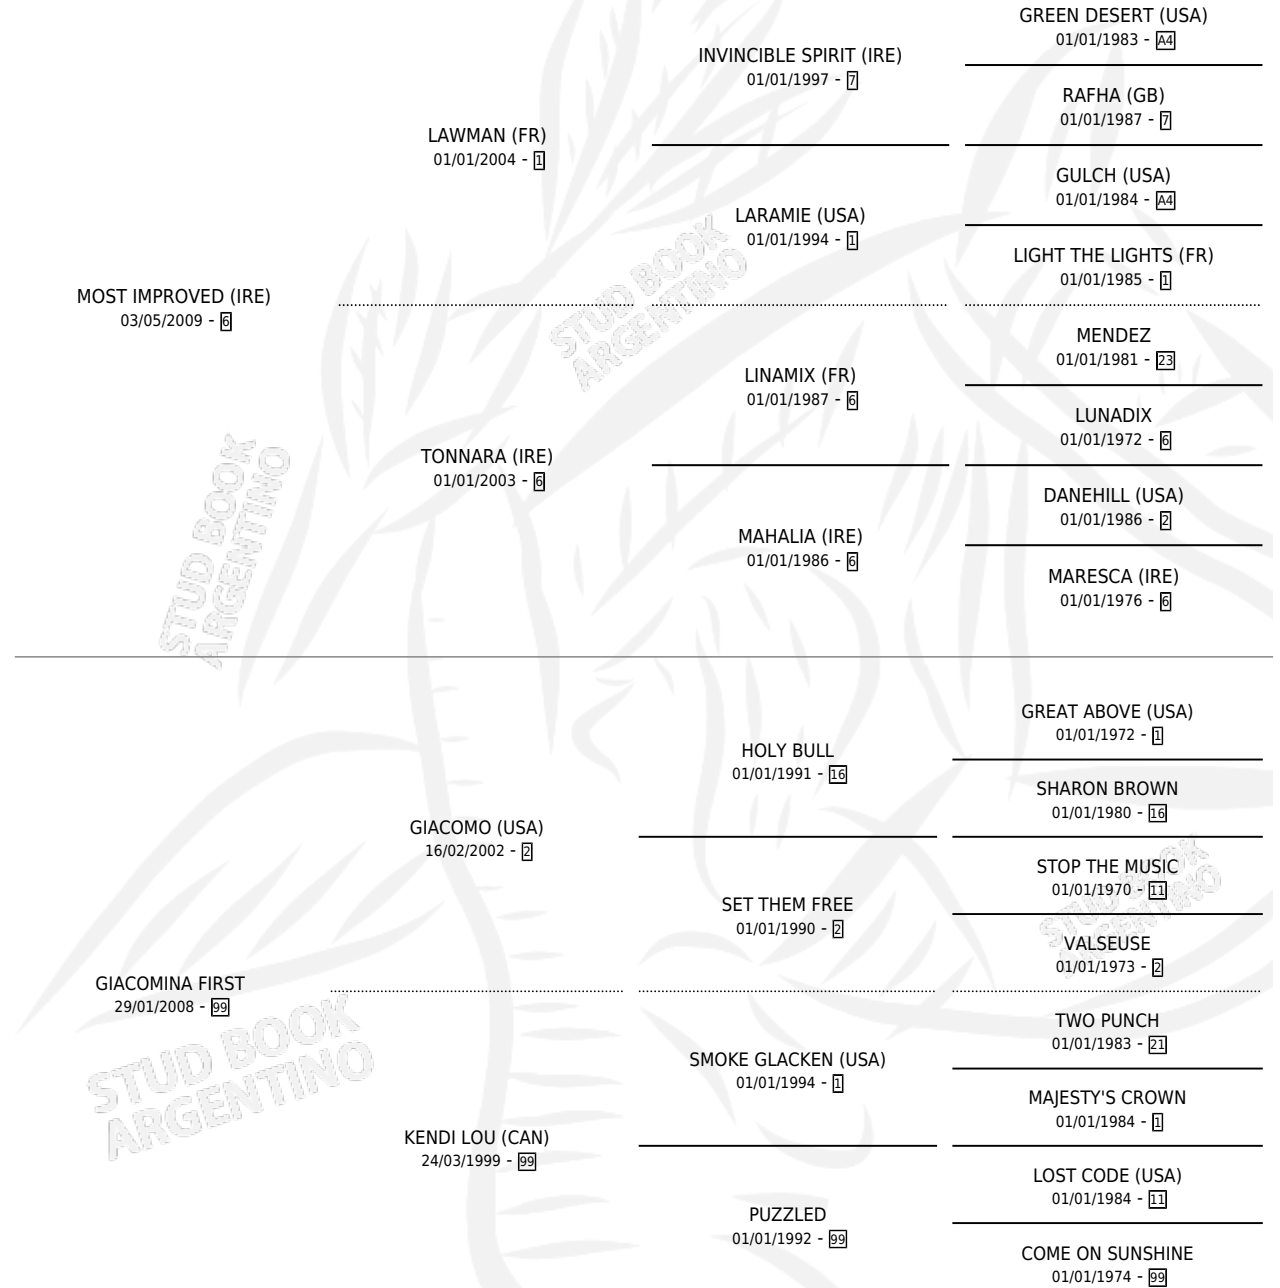 GREEN DESERT (USA)
01/01/1983 - A4
INVINCIBLE SPIRIT (IRE)
01/01/1997 - 7
RAFHA (GB)
01/01/1987 - 7
LAWMAN (FR)
01/01/2004 - 1
GULCH (USA)
01/01/1984 - A4
LARAMIE (USA)
01/01/1994 - 1
LIGHT THE LIGHTS (FR)
01/01/1985 - 1
MOST IMPROVED (IRE)
03/05/2009 - 6
STUD BOOK
ARGENTINO
MENDEZ
01/01/1981 - 23
LINAMIX (FR)
01/01/1987 - 6
LUNADIX
01/01/1972 - 6
TONNARA (IRE)
01/01/2003 - 6
DANEHILL (USA)
01/01/1986 - 2
MAHALIA (IRE)
01/01/1986 - 6
MARESCA (IRE)
01/01/1976 - 6
STUD BOOK
ARGENTINO
GREAT ABOVE (USA)
01/01/1972 - 1
HOLY BULL
01/01/1991 - 16
SHARON BROWN
01/01/1980 - 16
GIACOMO (USA)
16/02/2002 - 2
STOP THE MUSIC
01/01/1970 - 11
SET THEM FREE
01/01/1990 - 2
STUD BOOK
ARGENTINO
VALSEUSE
01/01/1973 - 2
GIACOMINA FIRST
29/01/2008 - 99
STUD BOOK
ARGENTINO
TWO PUNCH
01/01/1983 - 21
SMOKE GLACKEN (USA)
01/01/1994 - 1
MAJESTY'S CROWN
01/01/1984 - 1
KENDI LOU (CAN)
24/03/1999 - 99
LOST CODE (USA)
01/01/1984 - 11
PUZZLED
01/01/1992 - 99
COME ON SUNSHINE
01/01/1974 - 99